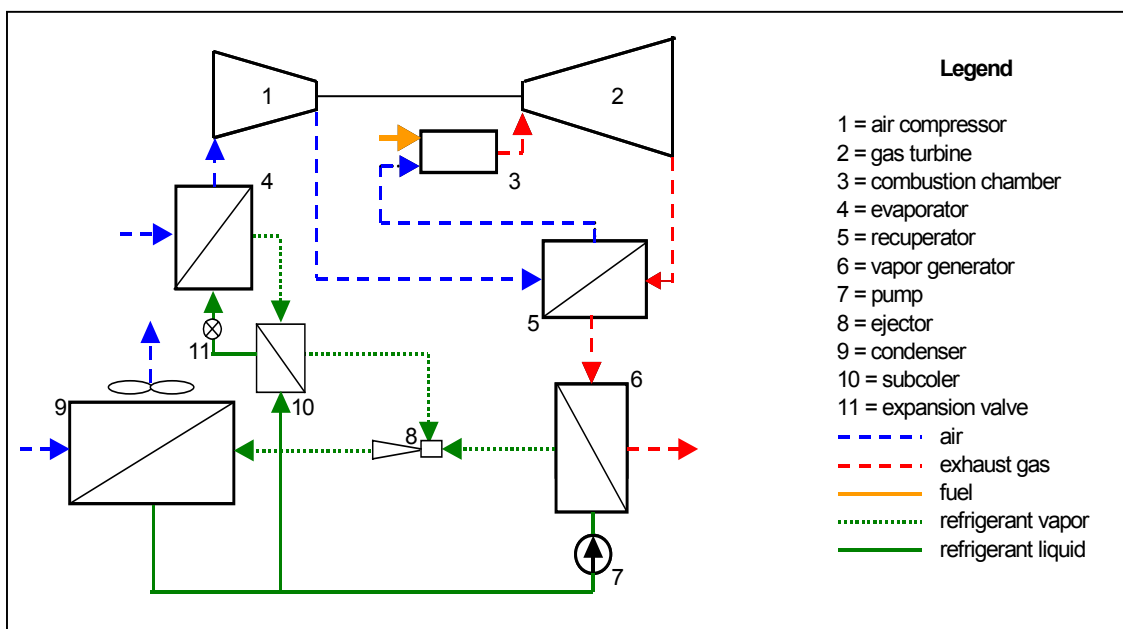 1
2
3
4
5
6
7
8
9
10
11
Legend
1 = air compressor
2 = gas turbine
3 = combustion chamber
4 = evaporator
5 = recuperator
6 = vapor generator
7 = pump
8 = ejector
9 = condenser
10 = subcoler
11 = expansion valve
air
exhaust gas
fuel
refrigerant vapor
refrigerant liquid